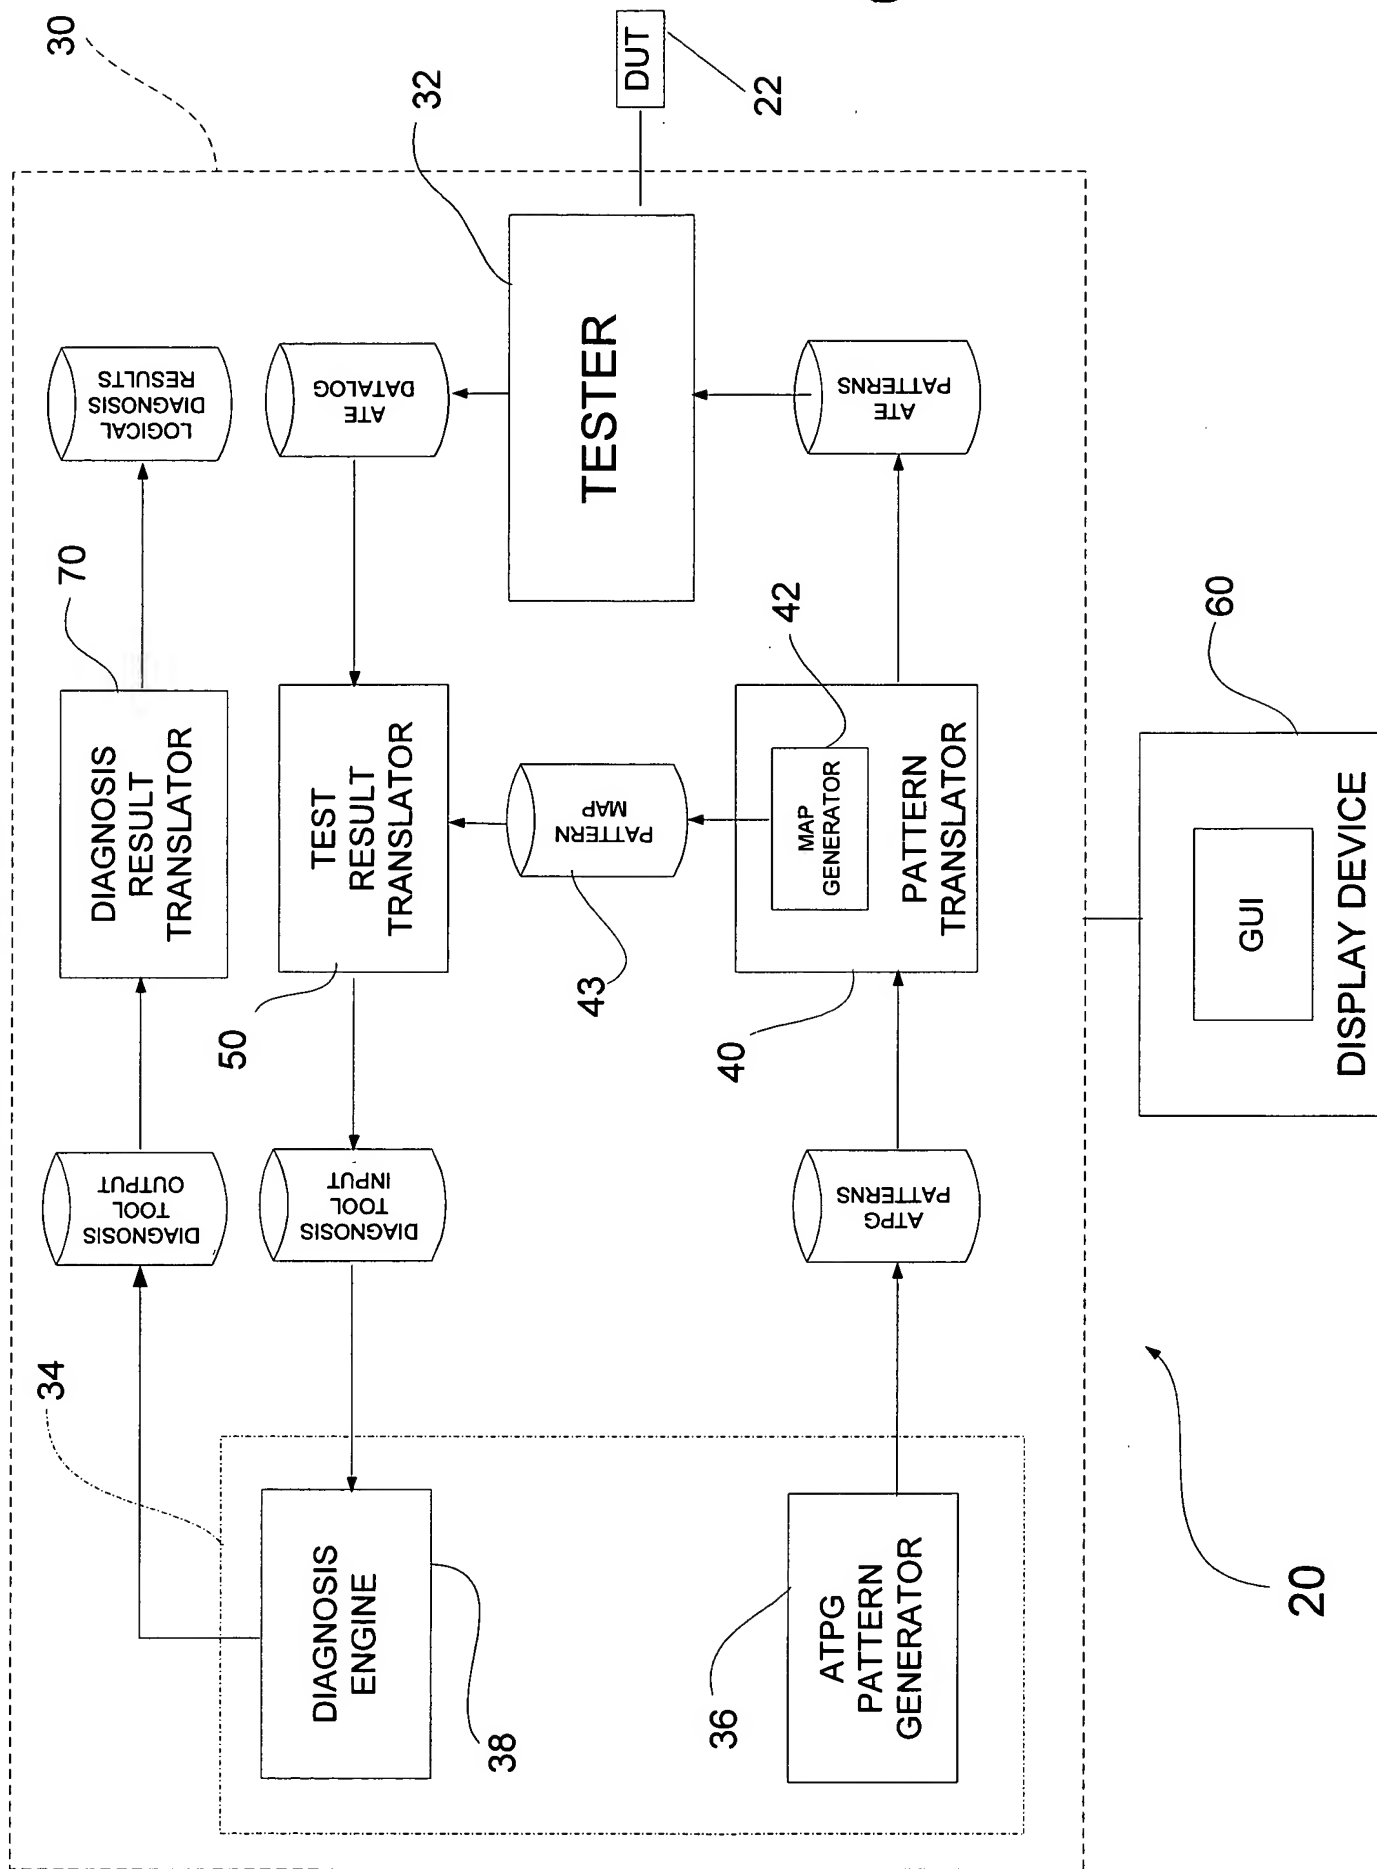 30
34
DIAGNOSIS
TOOL
OUTPUT
DIAGNOSIS
RESULT
TRANSLATOR
70
LOGICAL
DIAGNOSIS
RESULTS
DIAGNOSIS
ENGINE
38
DIAGNOSIS
TOOL
INPUT
TEST
RESULT
TRANSLATOR
50
ATE
DATALOG
32
TESTER
DUT
22
PATTERN
MAP
43
ATPG
PATTERN
GENERATOR
36
ATPG
PATTERNS
MAP
GENERATOR
42
PATTERN
TRANSLATOR
40
ATE
PATTERNS
60
GUI
DISPLAY DEVICE
20